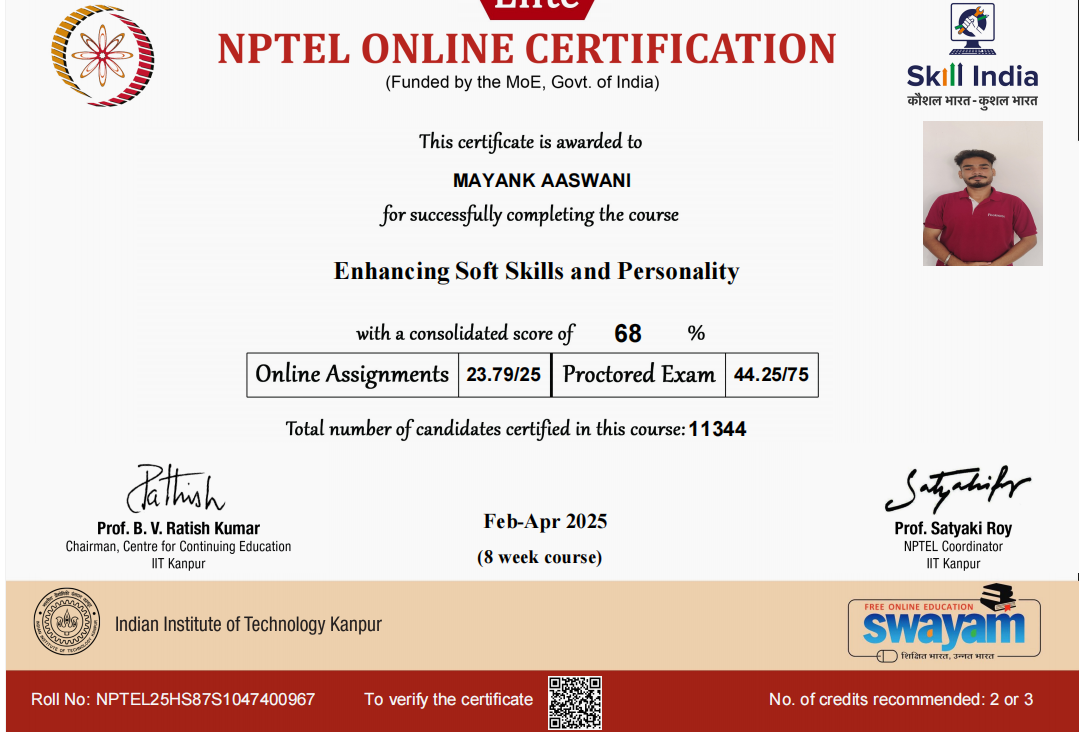 Elite
NPTEL ONLINE CERTIFICATION
(Funded by the MoE, Govt. of India)
Skill India
कौशल भारत - कुशल भारत
This certificate is awarded to
MAYANK AASWANI
for successfully completing the course
Enhancing Soft Skills and Personality
with a consolidated score of 68 %
Online Assignments 23.79/25 Proctored Exam 44.25/75
Total number of candidates certified in this course: 11344
Prof. B. V. Ratish Kumar
Chairman, Centre for Continuing Education
IIT Kanpur
Feb-Apr 2025
(8 week course)
Prof. Satyaki Roy
NPTEL Coordinator
IIT Kanpur
Indian Institute of Technology Kanpur
FREE ONLINE EDUCATION
swayam
शिक्षित भारत, उन्नत भारत
Roll No: NPTEL25HS87S1047400967 To verify the certificate No. of credits recommended: 2 or 3